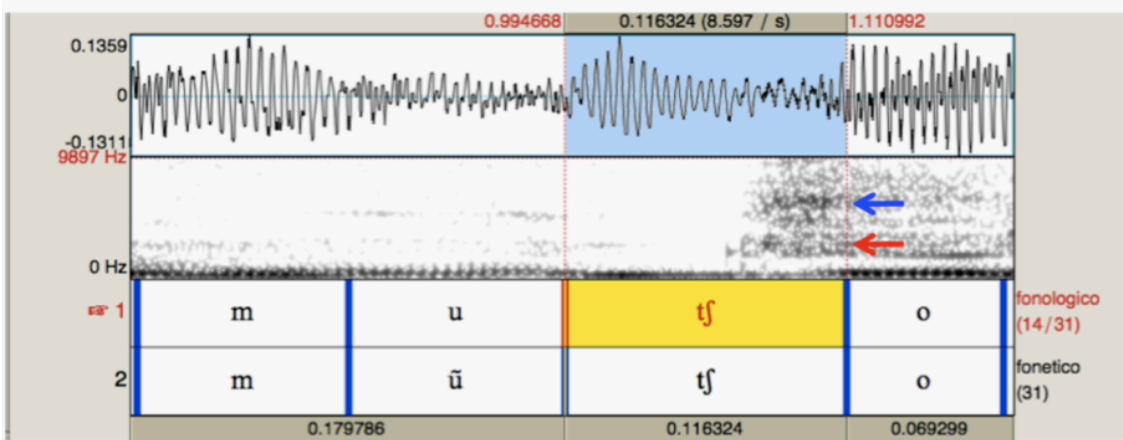 0.994668 0.116324 (8.597 / s) 1.110992
0.1359
0
-0.1311
9897 Hz
0 Hz
☞ 1 m u tʃ o fonologico
(14/31)
2 m ũ tʃ o fonetico
(31)
0.179786 0.116324 0.069299